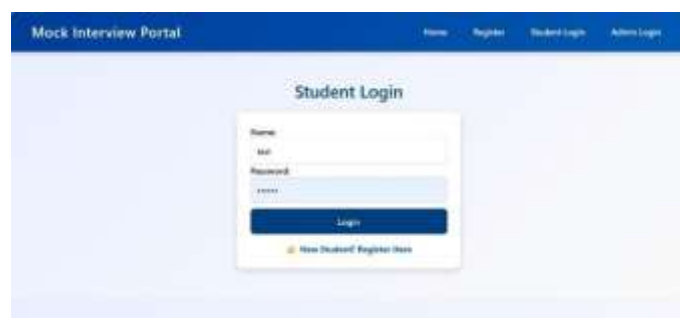 Mock Interview Portal
Home Register Student Login Admin Login
Student Login
Name:
Password:
•••••
Login
New Student? Register Here